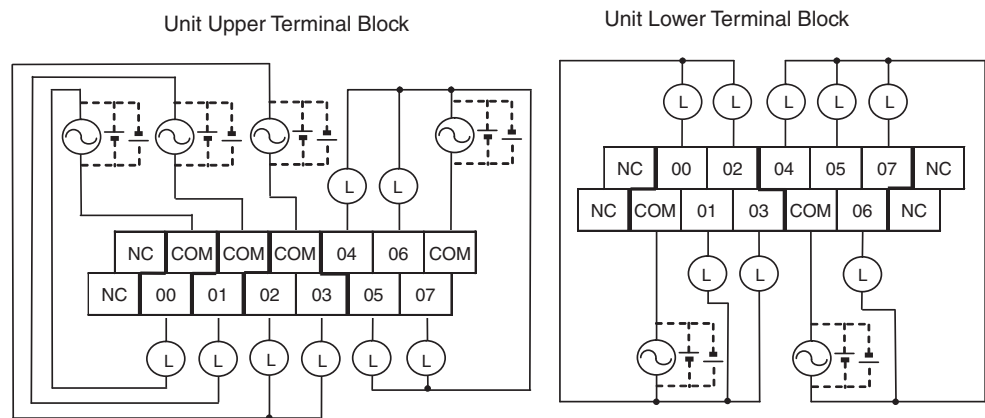 Unit Upper Terminal Block
L L
NC COM COM COM 04 06 COM
NC 00 01 02 03 05 07
L L L L L L
Unit Lower Terminal Block
L L L L L
NC 00 02 04 05 07 NC
NC COM 01 03 COM 06 NC
L L L